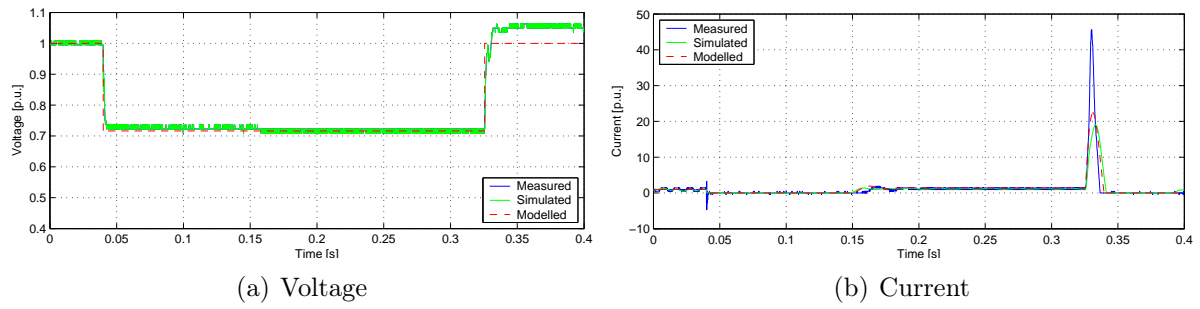 1.1
1
0.9
0.8
0.7
0.6
0.5
0.4
Voltage [p.u.]
0 0.05 0.1 0.15 0.2 0.25 0.3 0.35 0.4
Time [s]
Measured
Simulated
Modelled
(a) Voltage
50
40
30
20
10
0
−10
Current [p.u.]
0 0.05 0.1 0.15 0.2 0.25 0.3 0.35 0.4
Time [s]
Measured
Simulated
Modelled
(b) Current